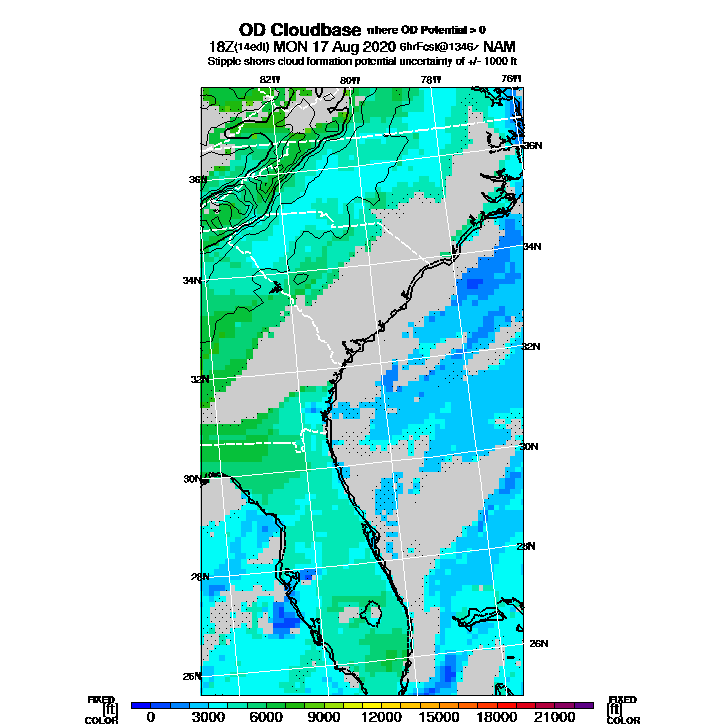 OD Cloudbase where OD Potential > 0
18Z(14edt) MON 17 Aug 2020 6hrFcst@1346z NAM
Stipple shows cloud formation potential uncertainty of +/- 1000 ft
82W 80W 78W 76W
36N
36N
34N
34N
32N
32N
30N
30N
28N
28N
26N
26N
FIXED FIXED
[ft] [ft]
COLOR 0 3000 6000 9000 12000 15000 18000 21000 COLOR